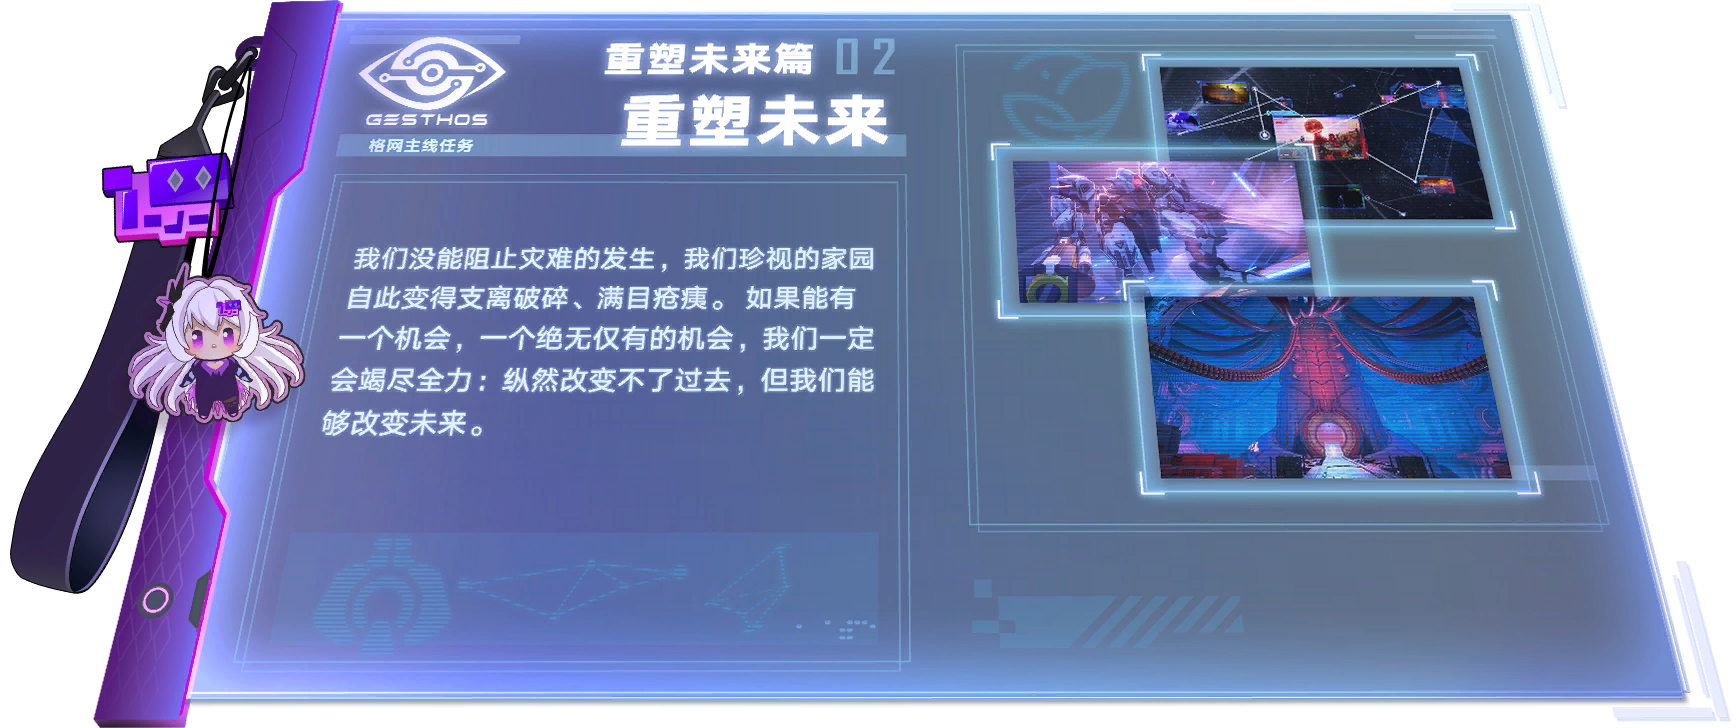 GESTHOS
格网主线任务
重塑未来篇 02
重塑未来
我们没能阻止灾难的发生，我们珍视的家园
自此变得支离破碎、满目疮痍。 如果能有
一个机会，一个绝无仅有的机会，我们一定
会竭尽全力：纵然改变不了过去，但我们能
够改变未来。